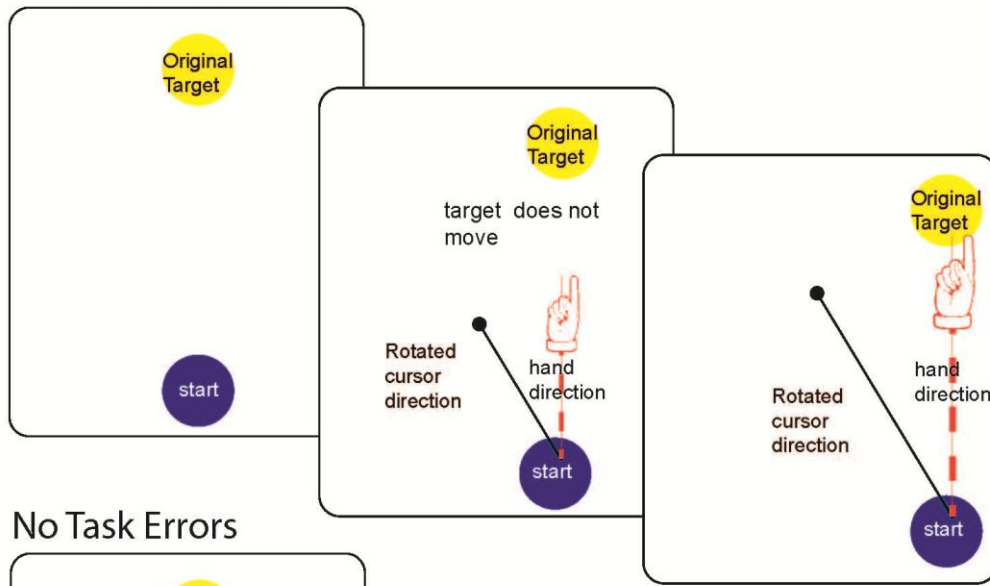 Original
Target
start
Original
Target
target does not
move
Rotated
cursor
direction
hand
direction
start
Original
Target
Rotated
cursor
direction
hand
direction
start
No Task Errors